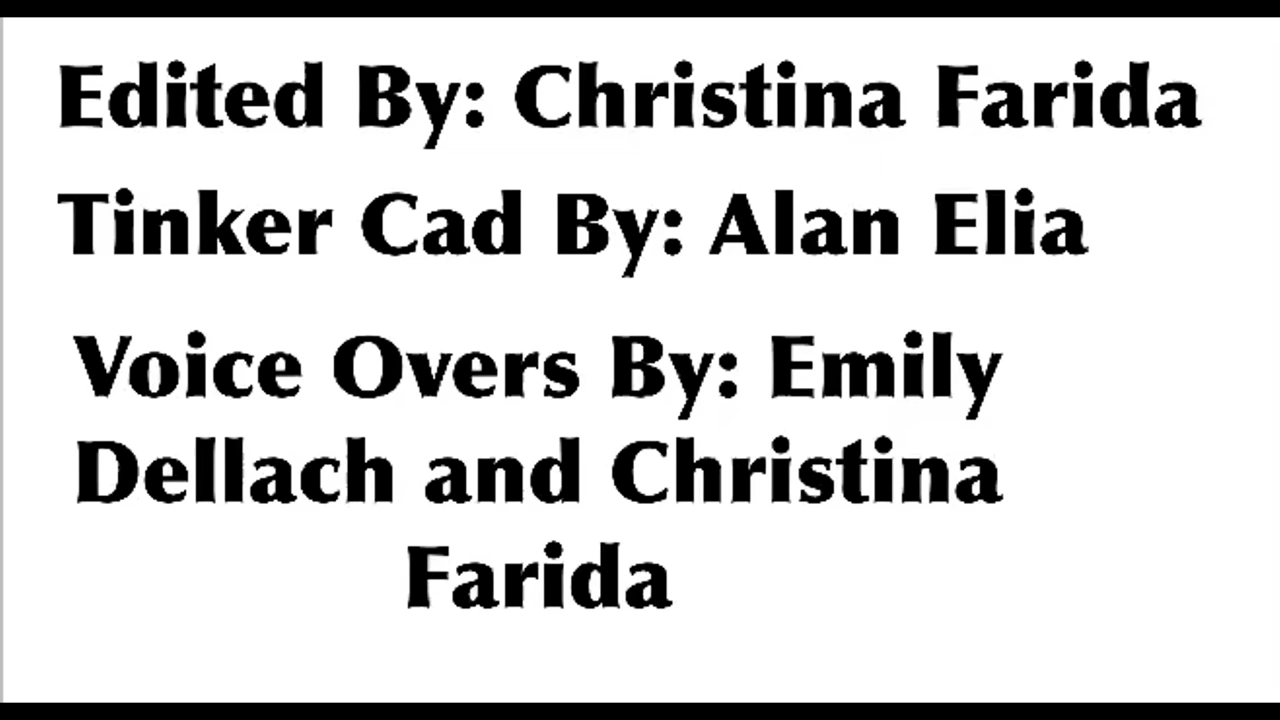 Edited By: Christina Farida
Tinker Cad By: Alan Elia
Voice Overs By: Emily
Dellach and Christina
Farida